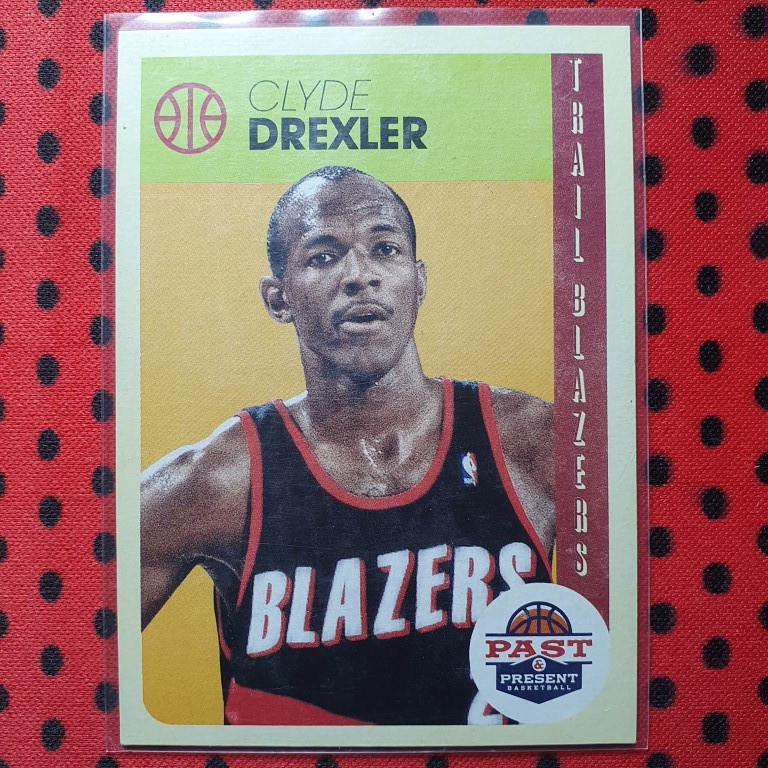 CLYDE
DREXLER
TRAIL BLAZERS
BLAZERS
PAST
&
PRESENT
BASKETBALL